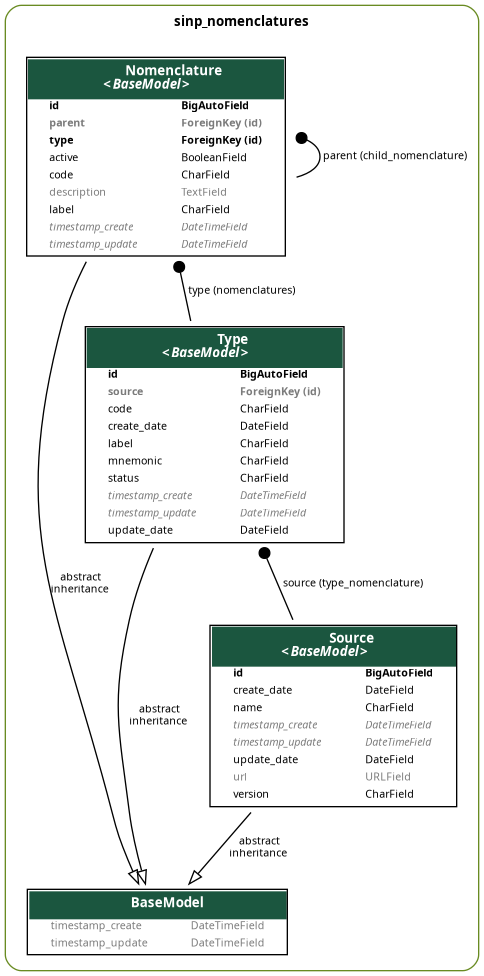 sinp_nomenclatures
Nomenclature
<BaseModel>
id BigAutoField
parent ForeignKey (id)
type ForeignKey (id)
active BooleanField
code CharField
description TextField
label CharField
timestamp_create DateTimeField
timestamp_update DateTimeField
parent (child_nomenclature)
type (nomenclatures)
Type
<BaseModel>
id BigAutoField
source ForeignKey (id)
code CharField
create_date DateField
label CharField
mnemonic CharField
status CharField
timestamp_create DateTimeField
timestamp_update DateTimeField
update_date DateField
abstract
inheritance
source (type_nomenclature)
Source
<BaseModel>
id BigAutoField
create_date DateField
name CharField
timestamp_create DateTimeField
timestamp_update DateTimeField
update_date DateField
url URLField
version CharField
abstract
inheritance
abstract
inheritance
BaseModel
timestamp_create DateTimeField
timestamp_update DateTimeField